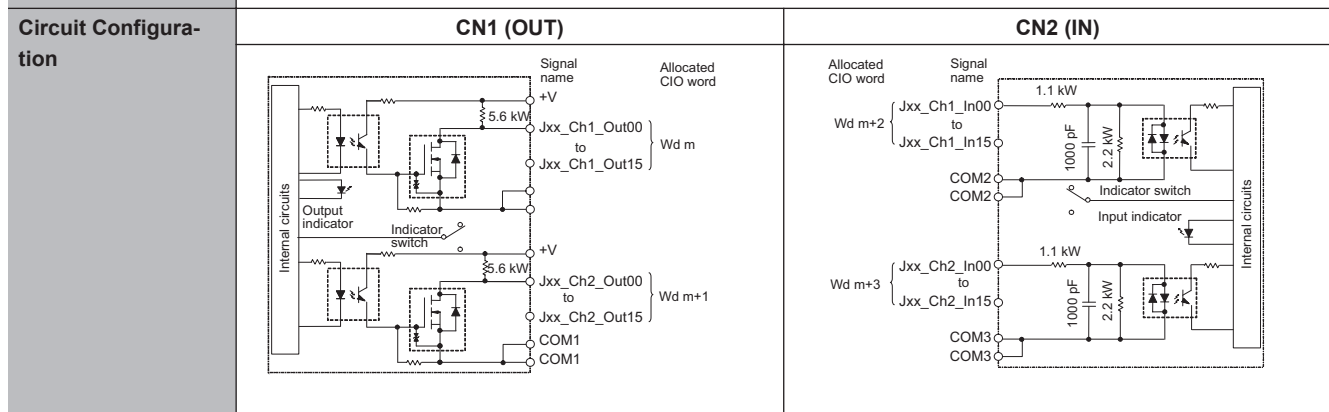 Circuit Configura-
tion
CN1 (OUT)
CN2 (IN)
Signal
name
Allocated
CIO word
+V
5.6 kW
Jxx_Ch1_Out00
to
Jxx_Ch1_Out15
Wd m
Internal circuits
Output
indicator
Indicator
switch
+V
5.6 kW
Jxx_Ch2_Out00
to
Jxx_Ch2_Out15
Wd m+1
COM1
COM1
Allocated
CIO word
Signal
name
Wd m+2
Jxx_Ch1_In00
to
Jxx_Ch1_In15
1.1 kW
1000 pF
2.2 kW
COM2
COM2
Indicator switch
Input indicator
Internal circuits
Wd m+3
Jxx_Ch2_In00
to
Jxx_Ch2_In15
1.1 kW
1000 pF
2.2 kW
COM3
COM3